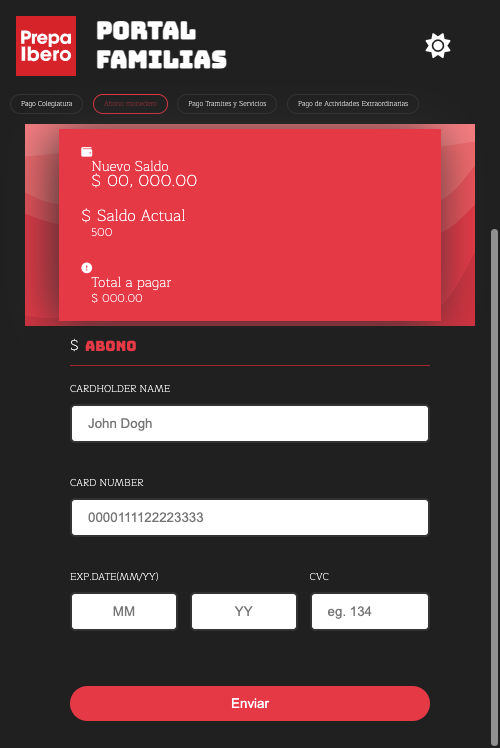 Prepa
Ibero
PORTAL
FAMILIAS
Pago Colegiatura
Abono monedero
Pago Tramites y Servicios
Pago de Actividades Extraordinarias
Nuevo Saldo
$ 00, 000.00
$ Saldo Actual
500
Total a pagar
$ 000.00
$ ABONO
CARDHOLDER NAME
John Dogh
CARD NUMBER
0000111122223333
EXP.DATE(MM/YY)
CVC
MM
YY
eg. 134
Enviar